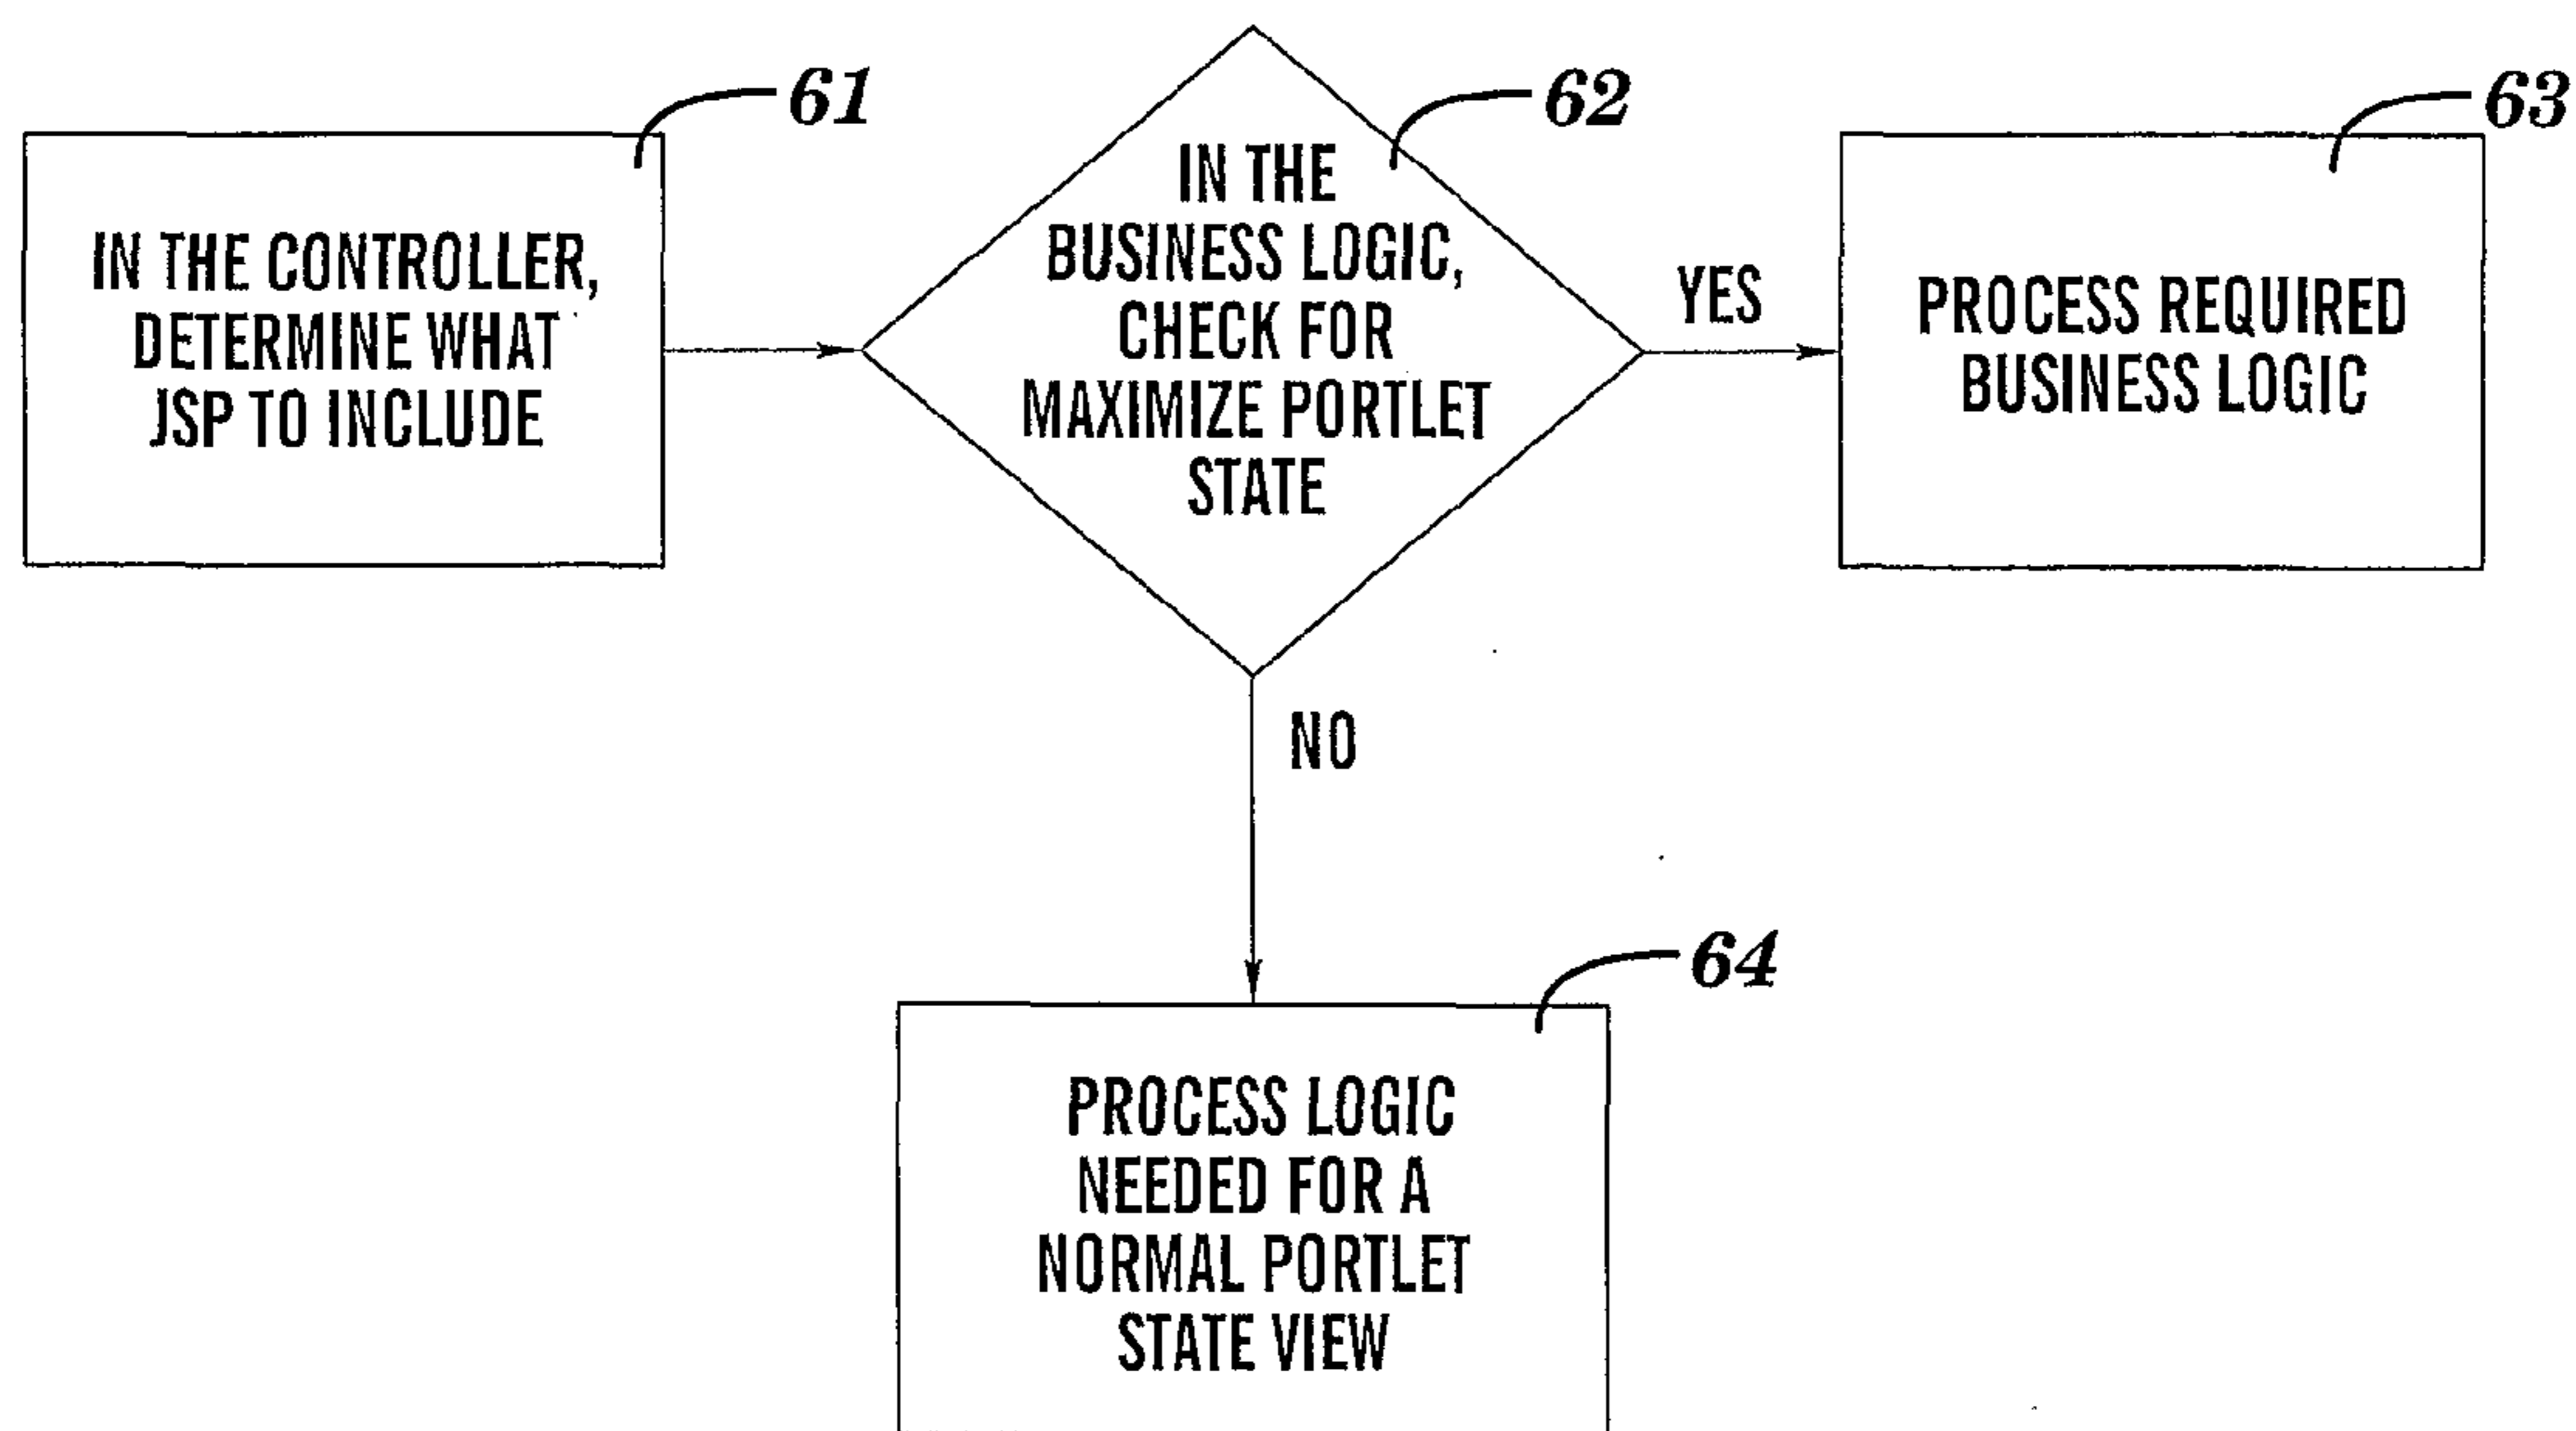 61
IN THE CONTROLLER,
DETERMINE WHAT
JSP TO INCLUDE
62
IN THE
BUSINESS LOGIC,
CHECK FOR
MAXIMIZE PORTLET
STATE
YES
63
PROCESS REQUIRED
BUSINESS LOGIC
NO
64
PROCESS LOGIC
NEEDED FOR A
NORMAL PORTLET
STATE VIEW